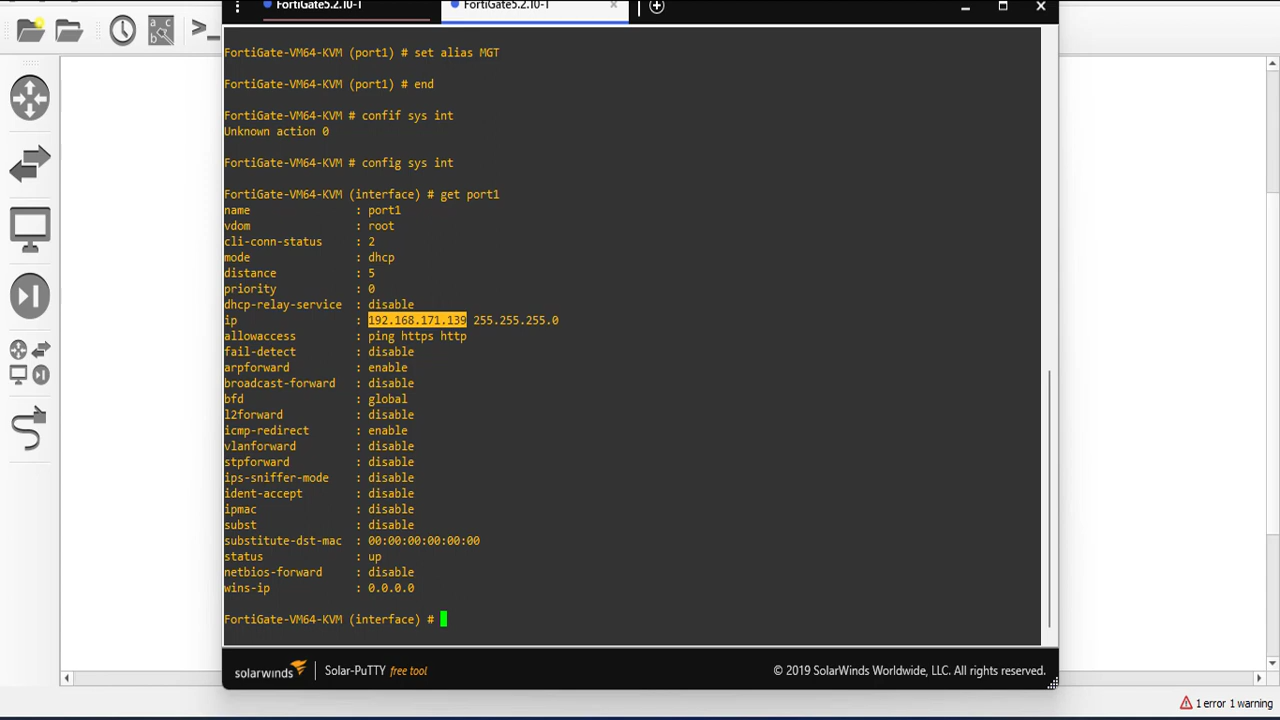 FortiGate5.2.10-1
FortiGate5.2.10-1
FortiGate-VM64-KVM (port1) # set alias MGT
FortiGate-VM64-KVM (port1) # end
FortiGate-VM64-KVM # confif sys int
Unknown action 0
FortiGate-VM64-KVM # config sys int
FortiGate-VM64-KVM (interface) # get port1
name : port1
vdom : root
cli-conn-status : 2
mode : dhcp
distance : 5
priority : 0
dhcp-relay-service : disable
ip : 192.168.171.139 255.255.255.0
allowaccess : ping https http
fail-detect : disable
arpforward : enable
broadcast-forward : disable
bfd : global
l2forward : disable
icmp-redirect : enable
vlanforward : disable
stpforward : disable
ips-sniffer-mode : disable
ident-accept : disable
ipmac : disable
subst : disable
substitute-dst-mac : 00:00:00:00:00:00
status : up
netbios-forward : disable
wins-ip : 0.0.0.0
FortiGate-VM64-KVM (interface) #
solarwinds Solar-PuTTY free tool © 2019 SolarWinds Worldwide, LLC. All rights reserved.
1 error 1 warning